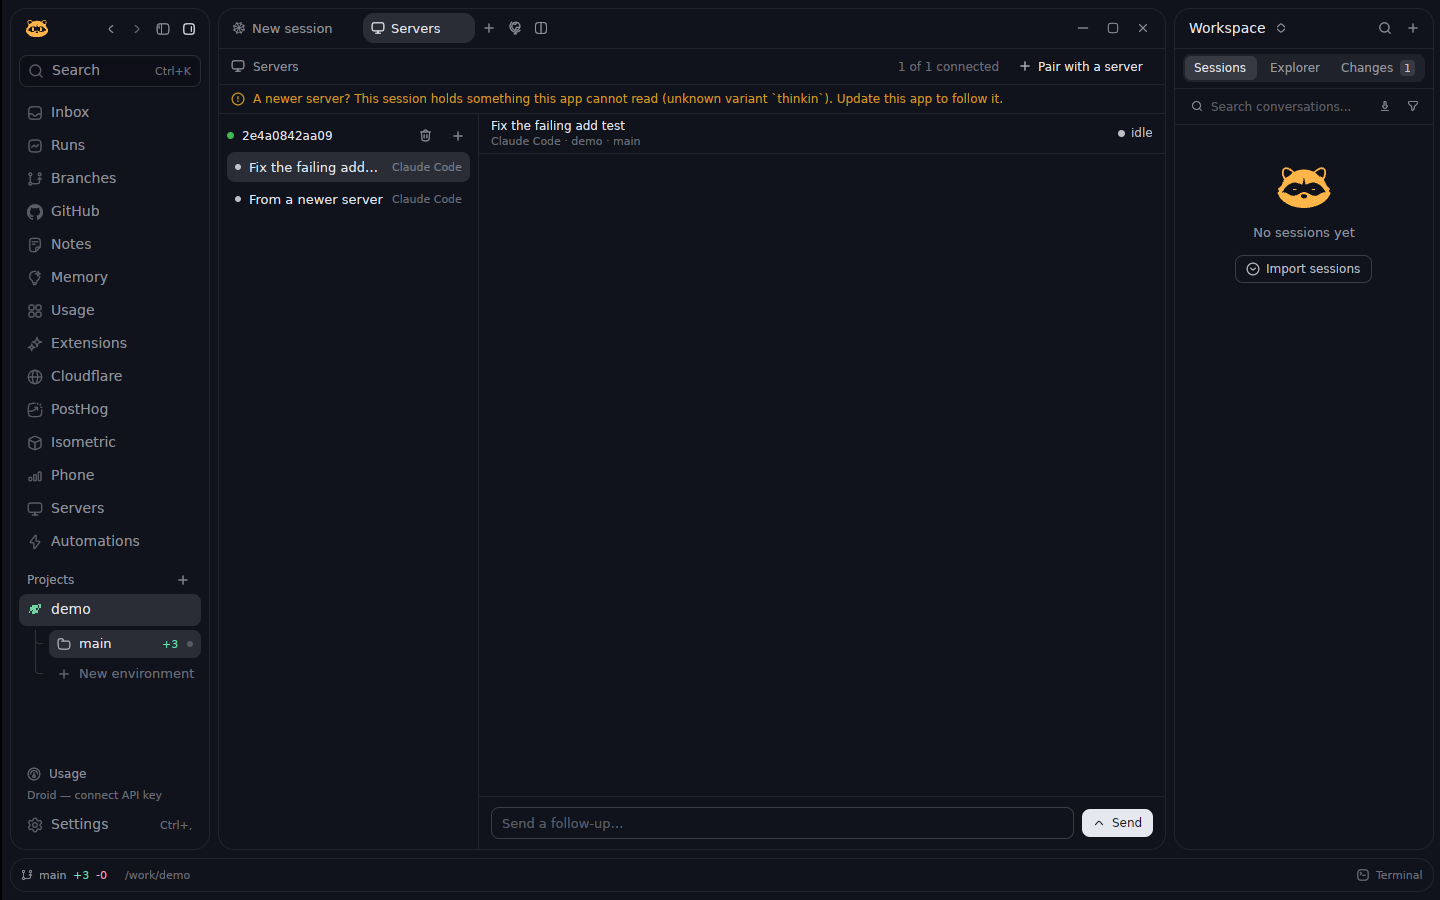 New session
Servers
Workspace
Search Ctrl+K
Servers
1 of 1 connected
Pair with a server
Sessions
Explorer
Changes 1
A newer server? This session holds something this app cannot read (unknown variant `thinkin`). Update this app to follow it.
Search conversations...
Inbox
Runs
Branches
GitHub
Notes
Memory
Usage
Extensions
Cloudflare
PostHog
Isometric
Phone
Servers
Automations
Projects
demo
main +3
New environment
Usage
Droid — connect API key
Settings Ctrl+,
2e4a0842aa09
Fix the failing add... Claude Code
From a newer server Claude Code
Fix the failing add test
Claude Code · demo · main
idle
Send a follow-up...
Send
No sessions yet
Import sessions
main +3 -0 /work/demo
Terminal